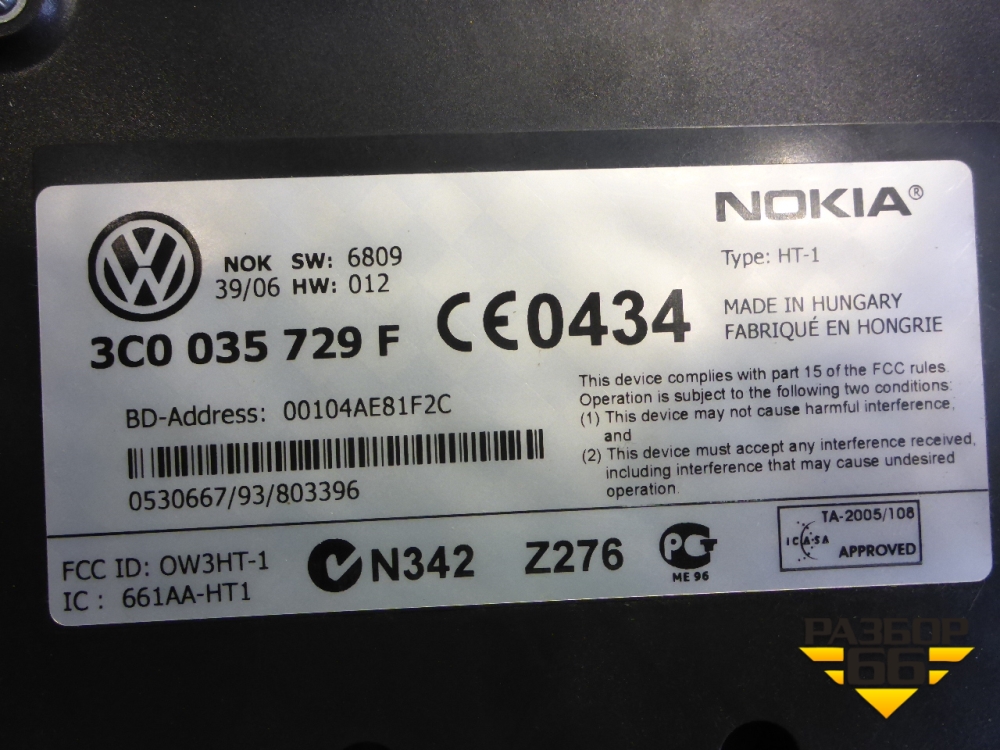 NOKIA®
NOK SW: 6809
39/06 HW: 012
Type: HT-1
3C0 035 729 F
CE0434
MADE IN HUNGARY
FABRIQUÉ EN HONGRIE
BD-Address: 00104AE81F2C
0530667/93/803396
This device complies with part 15 of the FCC rules.
Operation is subject to the following two conditions:
(1) This device may not cause harmful interference,
and
(2) This device must accept any interference received,
including interference that may cause undesired
operation.
FCC ID: OW3HT-1
IC : 661AA-HT1
N342
Z276
PCT
ME 96
TA-2005/108
ICASA
APPROVED
РАЗБОР
66